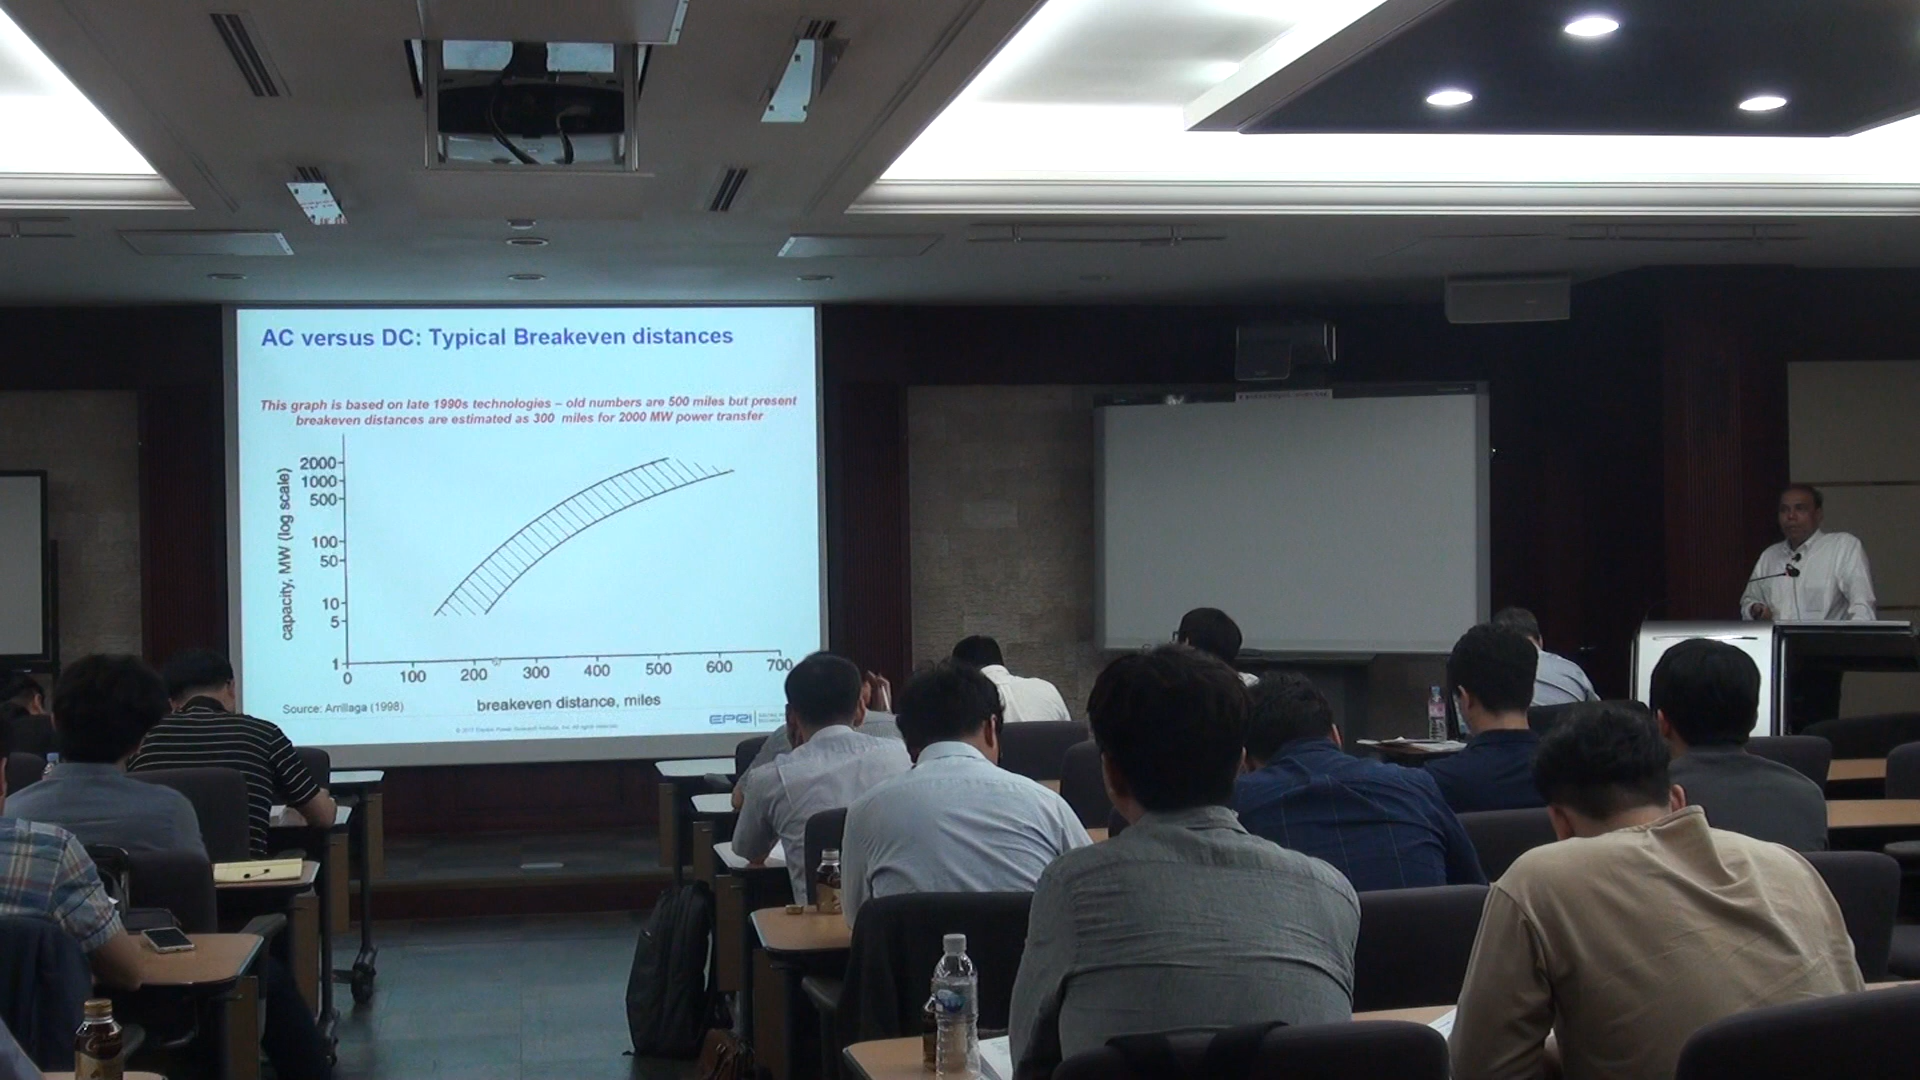 AC versus DC: Typical Breakeven distances
This graph is based on late 1990s technologies – old numbers are 500 miles but present
breakeven distances are estimated as 300 miles for 2000 MW power transfer
capacity, MW (log scale)
2000
1000
500
100
50
10
5
1
0 100 200 300 400 500 600 700
breakeven distance, miles
Source: Arrillaga (1998)
EPRI